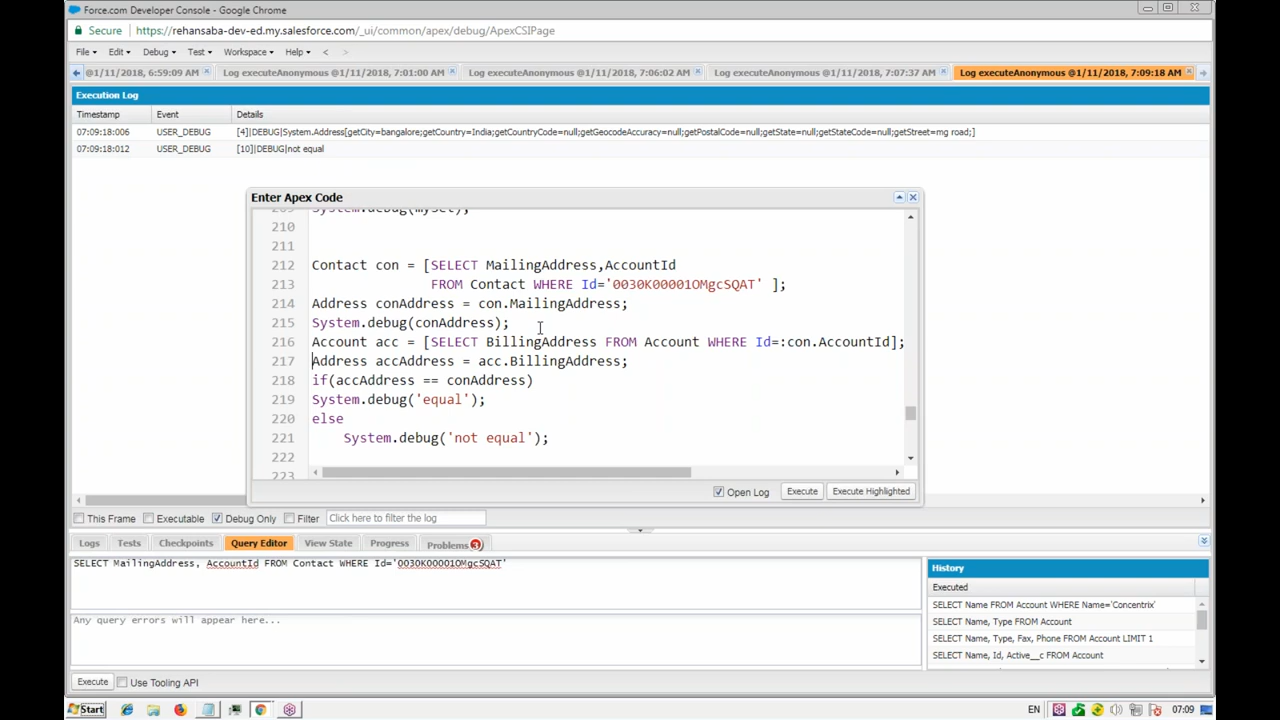 Force.com Developer Console - Google Chrome
Secure https://rehansaba-dev-ed.my.salesforce.com/_ui/common/apex/debug/ApexCSIPage
File Edit Debug Test Workspace Help < >
@1/11/2018, 6:59:09 AM Log executeAnonymous @1/11/2018, 7:01:00 AM Log executeAnonymous @1/11/2018, 7:06:02 AM Log executeAnonymous @1/11/2018, 7:07:37 AM Log executeAnonymous @1/11/2018, 7:09:18 AM
Execution Log
Timestamp Event Details
07:09:18:006 USER_DEBUG [4]|DEBUG|System.Address[getCity=bangalore;getCountry=India;getCountryCode=null;getGeocodeAccuracy=null;getPostalCode=null;getState=null;getStateCode=null;getStreet=mg road;]
07:09:18:012 USER_DEBUG [10]|DEBUG|not equal
Enter Apex Code
209 System.debug(mySet);
210
211
212 Contact con = [SELECT MailingAddress,AccountId
213 FROM Contact WHERE Id='0030K00001OMgcSQAT' ];
214 Address conAddress = con.MailingAddress;
215 System.debug(conAddress);
216 Account acc = [SELECT BillingAddress FROM Account WHERE Id=:con.AccountId];
217 Address accAddress = acc.BillingAddress;
218 if(accAddress == conAddress)
219 System.debug('equal');
220 else
221 System.debug('not equal');
222
223
Open Log Execute Execute Highlighted
This Frame Executable Debug Only Filter Click here to filter the log
Logs Tests Checkpoints Query Editor View State Progress Problems 3
SELECT MailingAddress, AccountId FROM Contact WHERE Id='0030K00001OMgcSQAT'
Any query errors will appear here...
History
Executed
SELECT Name FROM Account WHERE Name='Concentrix'
SELECT Name, Type FROM Account
SELECT Name, Type, Fax, Phone FROM Account LIMIT 1
SELECT Name, Id, Active__c FROM Account
Execute Use Tooling API
Start EN 07:09